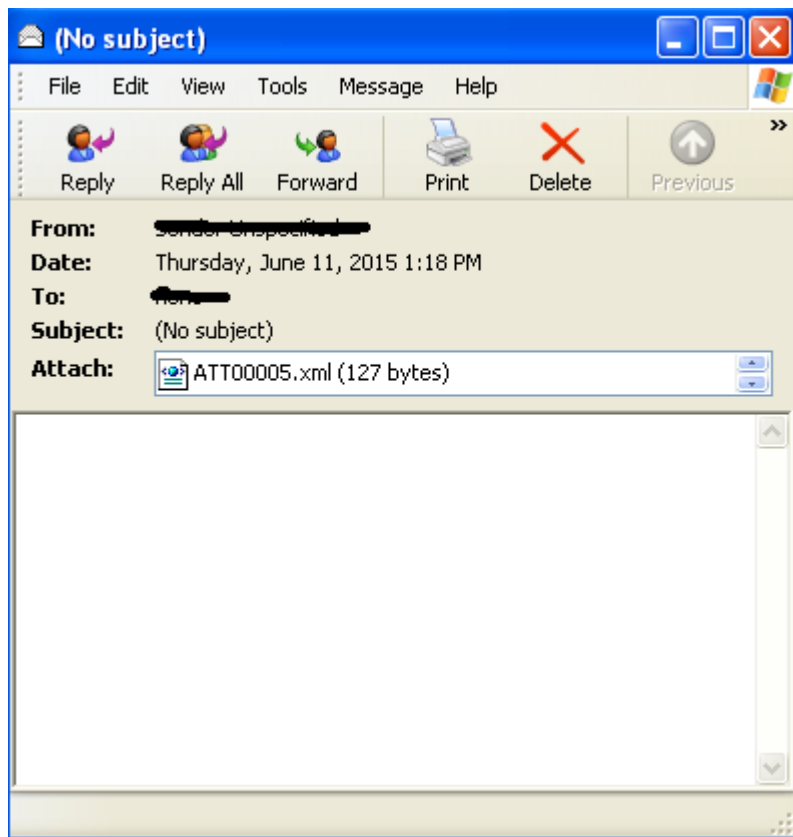 (No subject)
File Edit View Tools Message Help
Reply Reply All Forward Print Delete Previous »
From:
Date: Thursday, June 11, 2015 1:18 PM
To:
Subject: (No subject)
Attach: ATT00005.xml (127 bytes)